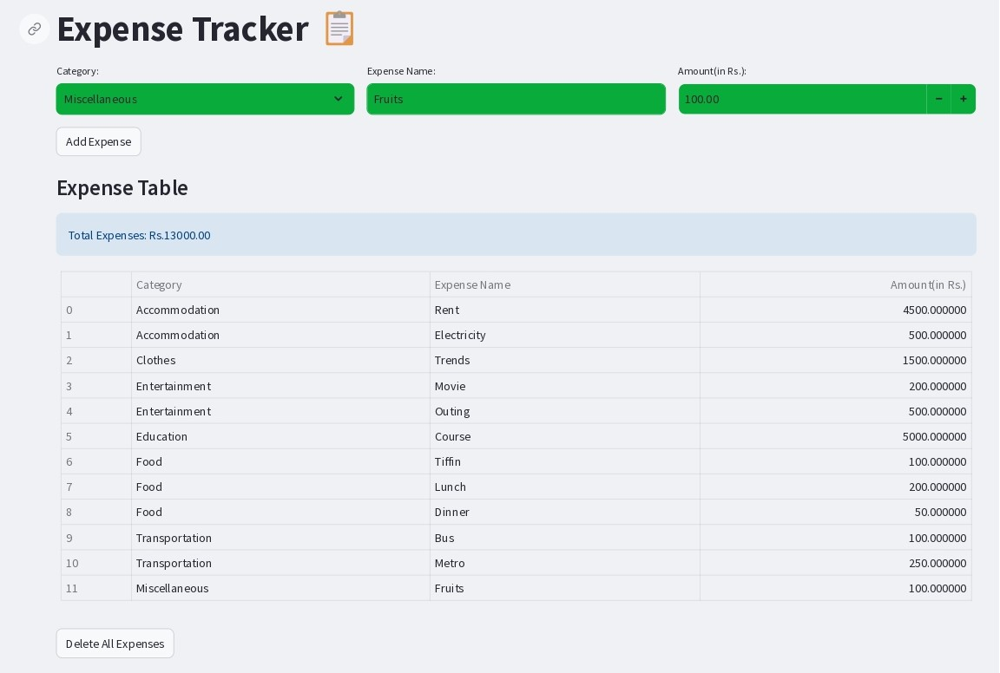 Expense Tracker
Category: Expense Name: Amount(in Rs.):
Miscellaneous Fruits 100.00 − +
Add Expense
Expense Table
Total Expenses: Rs.13000.00
Category Expense Name Amount(in Rs.)
0 Accommodation Rent 4500.000000
1 Accommodation Electricity 500.000000
2 Clothes Trends 1500.000000
3 Entertainment Movie 200.000000
4 Entertainment Outing 500.000000
5 Education Course 5000.000000
6 Food Tiffin 100.000000
7 Food Lunch 200.000000
8 Food Dinner 50.000000
9 Transportation Bus 100.000000
10 Transportation Metro 250.000000
11 Miscellaneous Fruits 100.000000
Delete All Expenses